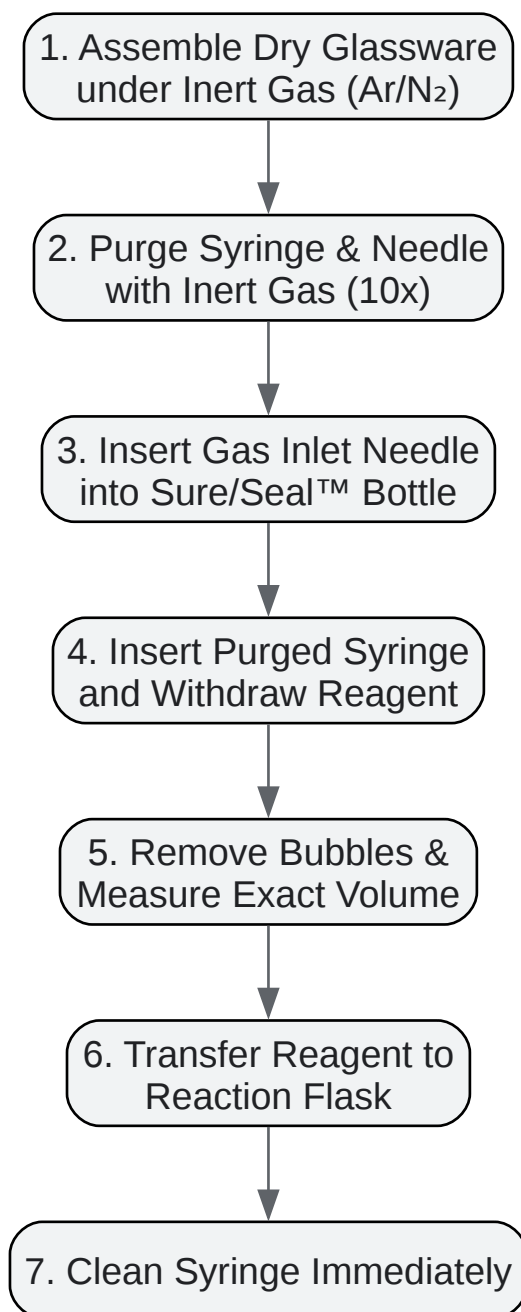 1. Assemble Dry Glassware
under Inert Gas (Ar/N₂)
2. Purge Syringe & Needle
with Inert Gas (10x)
3. Insert Gas Inlet Needle
into Sure/Seal™ Bottle
4. Insert Purged Syringe
and Withdraw Reagent
5. Remove Bubbles &
Measure Exact Volume
6. Transfer Reagent to
Reaction Flask
7. Clean Syringe Immediately